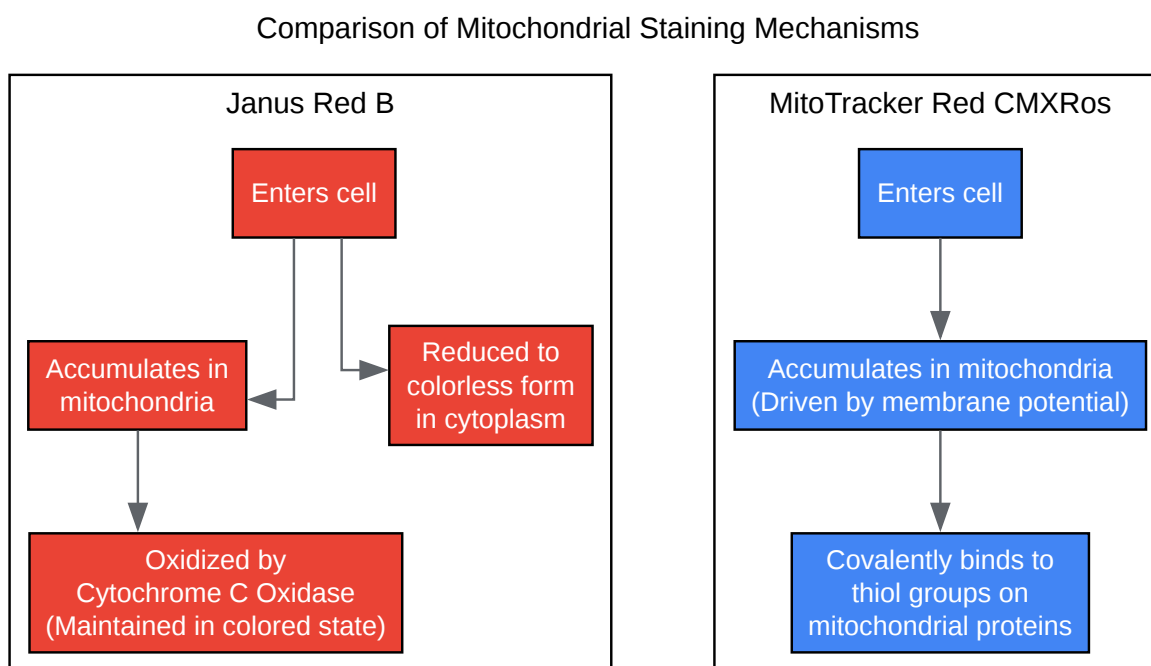 Comparison of Mitochondrial Staining Mechanisms
Janus Red B
Enters cell
Accumulates in
mitochondria
Reduced to
colorless form
in cytoplasm
Oxidized by
Cytochrome C Oxidase
(Maintained in colored state)
MitoTracker Red CMXRos
Enters cell
Accumulates in mitochondria
(Driven by membrane potential)
Covalently binds to
thiol groups on
mitochondrial proteins